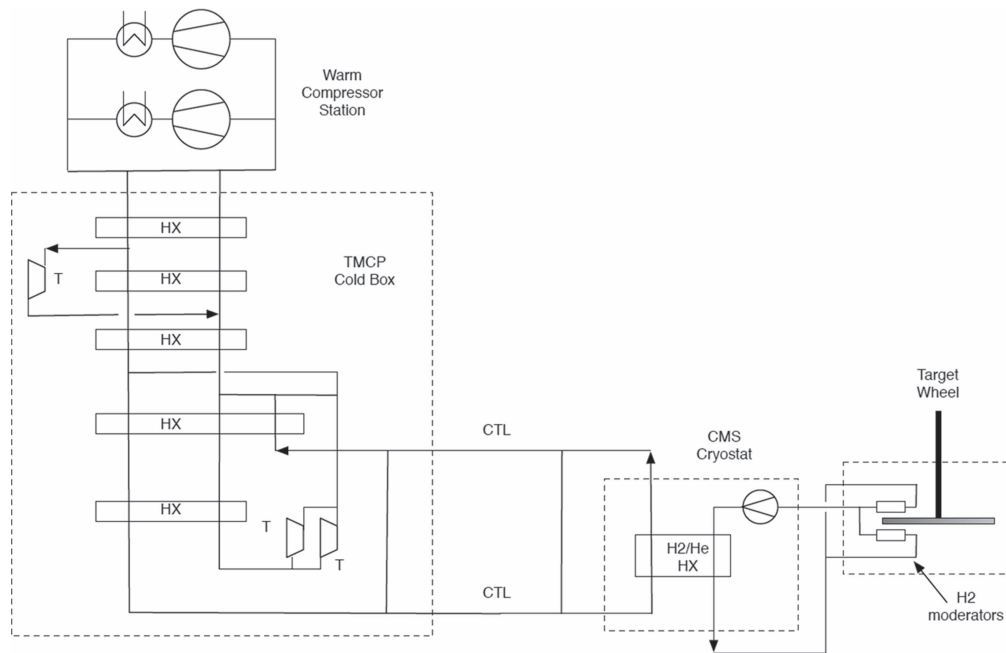 Warm
Compressor
Station
HX
TMCP
Cold Box
T
HX
HX
Target
Wheel
HX
CTL
CMS
Cryostat
HX
T
T
H2/He
HX
CTL
H2
moderators